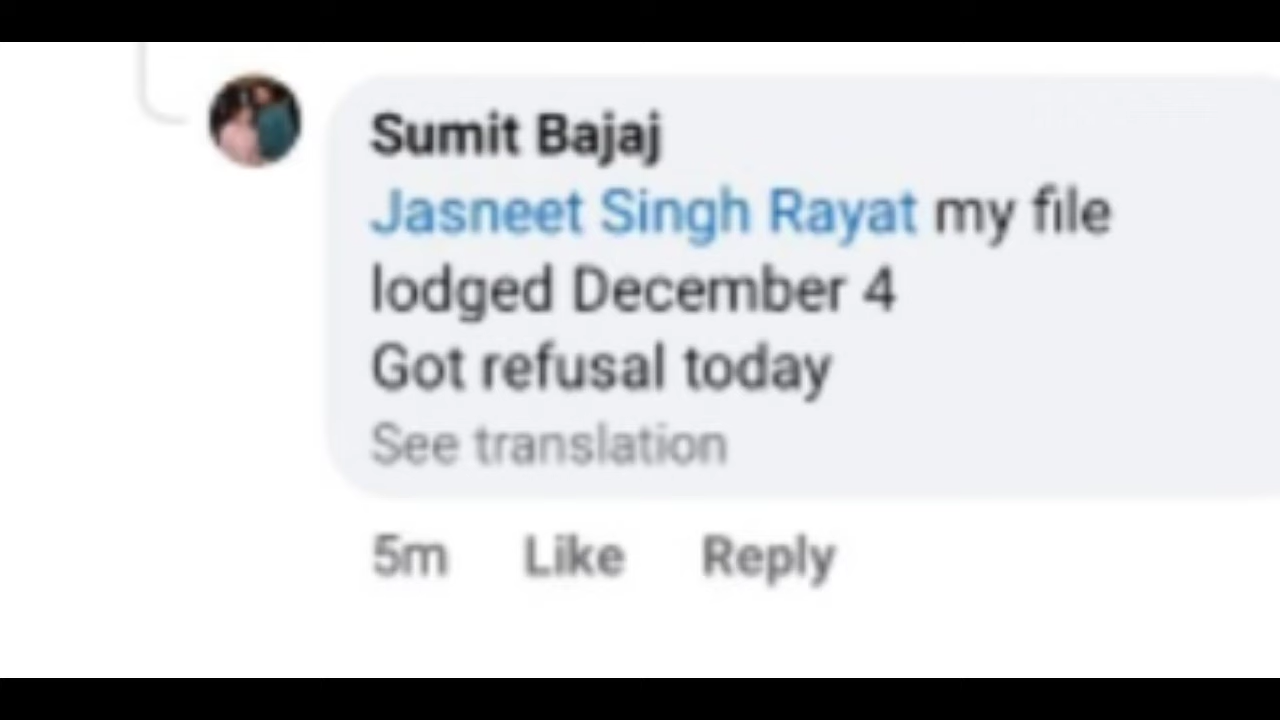 Sumit Bajaj
Jasneet Singh Rayat my file
lodged December 4
Got refusal today
See translation
5m Like Reply